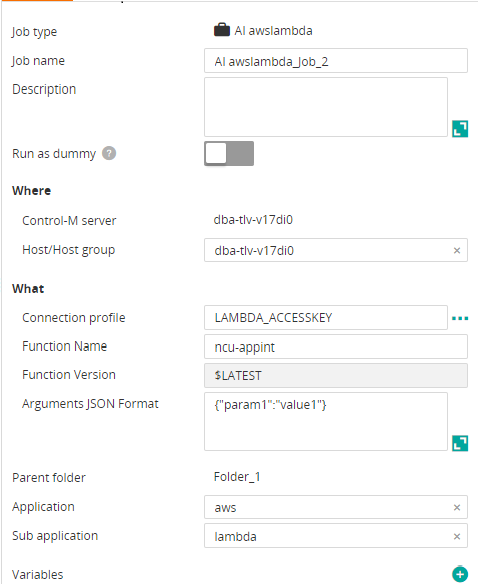 Job type AI awslambda
Job name AI awslambda_Job_2
Description
Run as dummy ?
Where
Control-M server dba-tlv-v17di0
Host/Host group dba-tlv-v17di0 ×
What
Connection profile LAMBDA_ACCESSKEY
Function Name ncu-appint
Function Version $LATEST
Arguments JSON Format {"param1":"value1"}
Parent folder Folder_1
Application aws ×
Sub application lambda ×
Variables